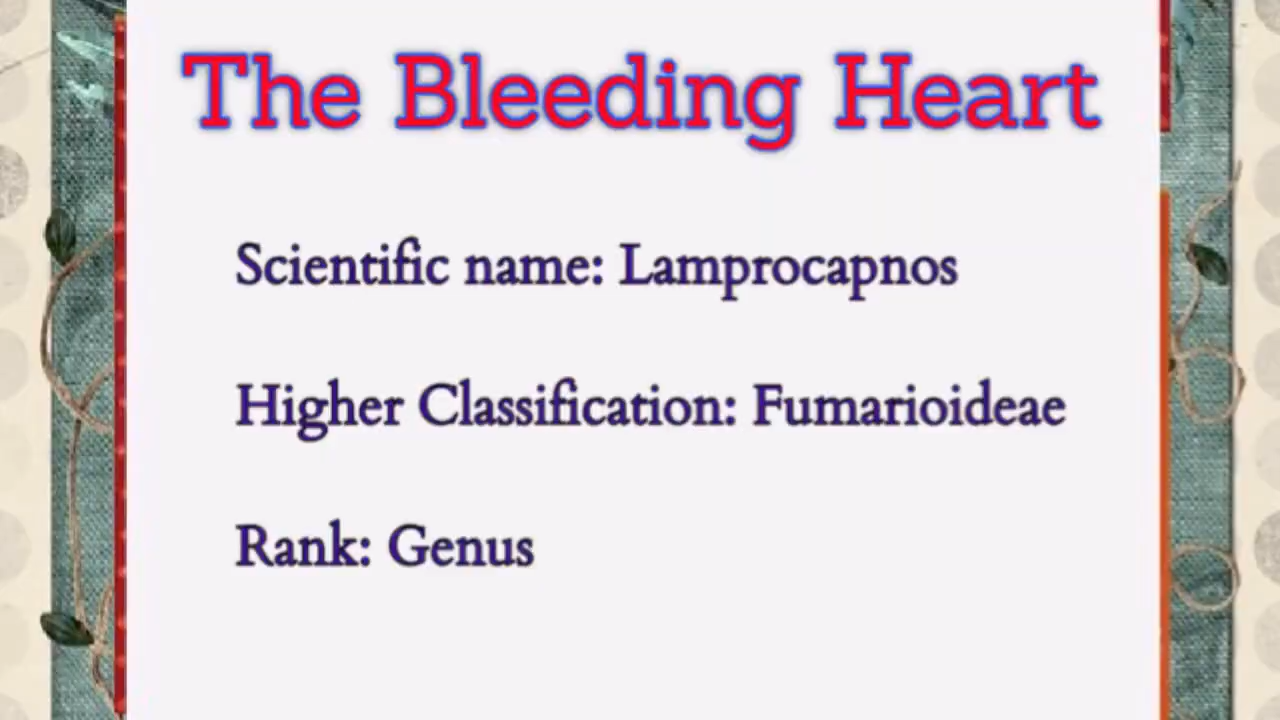 The Bleeding Heart
Scientific name: Lamprocapnos
Higher Classification: Fumarioideae
Rank: Genus